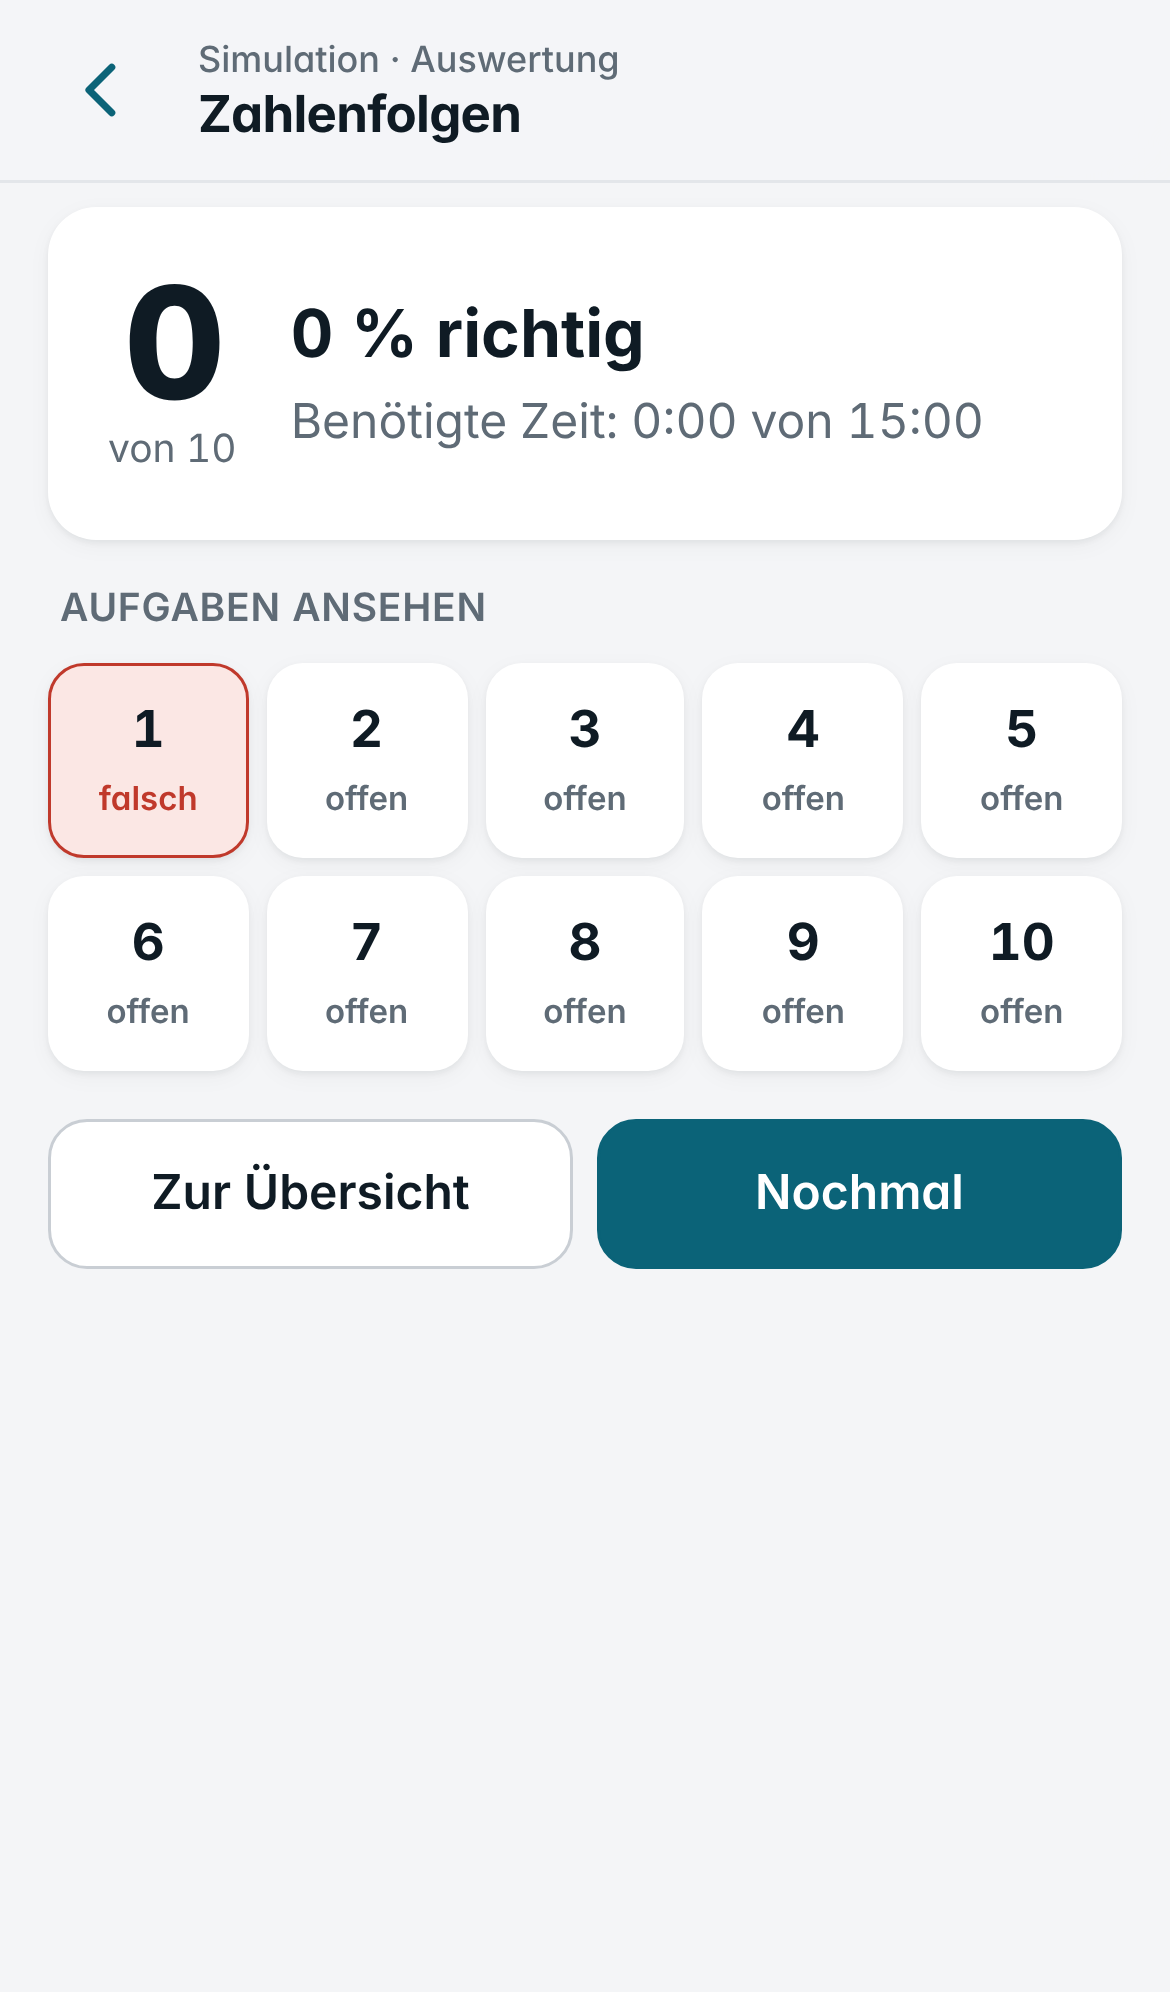 Simulation · Auswertung
Zahlenfolgen
0
von 10
0 % richtig
Benötigte Zeit: 0:00 von 15:00
AUFGABEN ANSEHEN
1
falsch
2
offen
3
offen
4
offen
5
offen
6
offen
7
offen
8
offen
9
offen
10
offen
Zur Übersicht
Nochmal